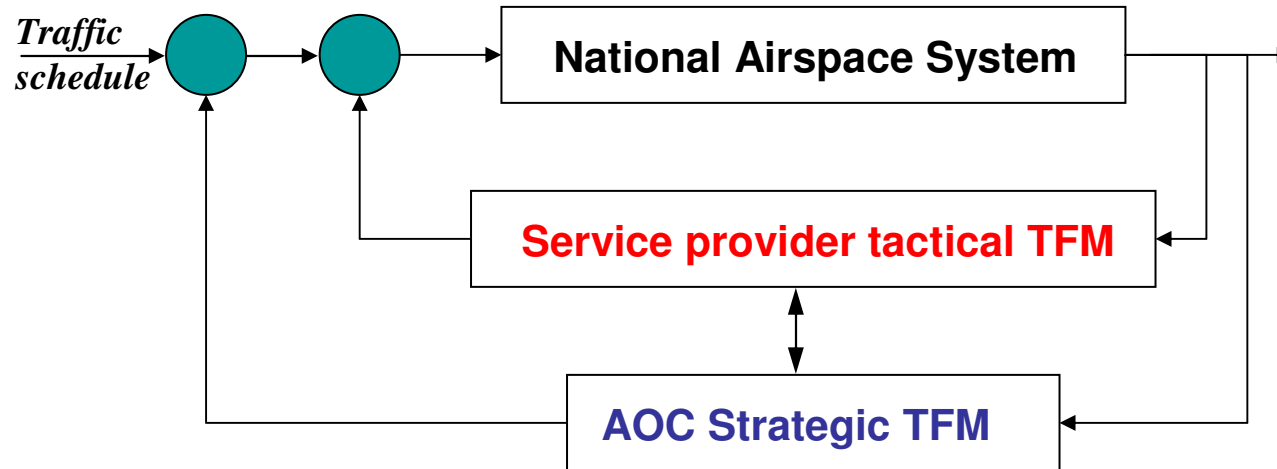 Traffic
schedule
National Airspace System
Service provider tactical TFM
AOC Strategic TFM